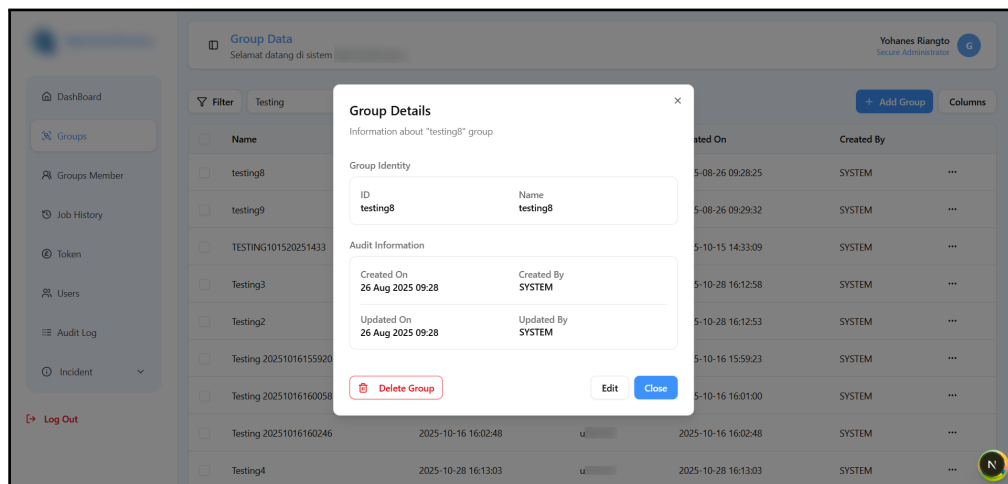 Group Data
Selamat datang di sistem
Yohanes Riangto
Secure Administrator
G
DashBoard
Groups
Groups Member
Job History
Token
Users
Audit Log
Incident
Log Out
Filter
Testing
+ Add Group
Columns
Name
ated On
Created By
testing8
5-08-26 09:28:25
SYSTEM
...
testing9
5-08-26 09:29:32
SYSTEM
...
TESTING101520251433
5-10-15 14:33:09
SYSTEM
...
Testing3
5-10-28 16:12:58
SYSTEM
...
Testing2
5-10-28 16:12:53
SYSTEM
...
Testing 20251016155920
5-10-16 15:59:23
SYSTEM
...
Testing 20251016160058
5-10-16 16:01:00
SYSTEM
...
Testing 20251016160246
2025-10-16 16:02:48
u
2025-10-16 16:02:48
SYSTEM
...
Testing4
2025-10-28 16:13:03
u
2025-10-28 16:13:03
SYSTEM
...
Group Details
Information about "testing8" group
Group Identity
ID
testing8
Name
testing8
Audit Information
Created On
26 Aug 2025 09:28
Created By
SYSTEM
Updated On
26 Aug 2025 09:28
Updated By
SYSTEM
Delete Group
Edit
Close
N